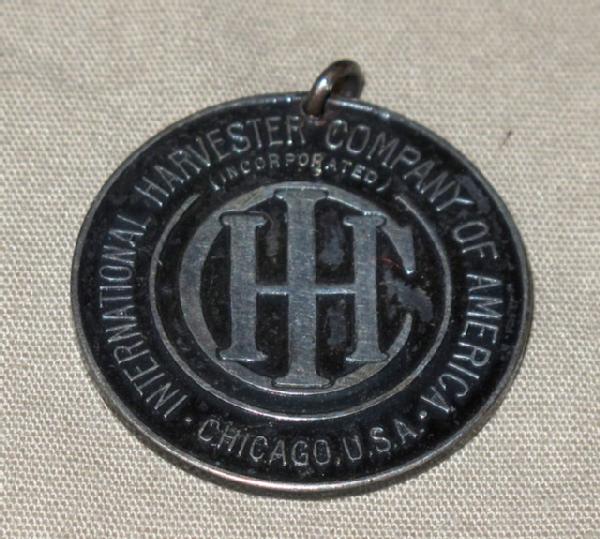 INTERNATIONAL HARVESTER COMPANY OF AMERICA
(INCORPORATED)
IHC
· CHICAGO, U.S.A. ·